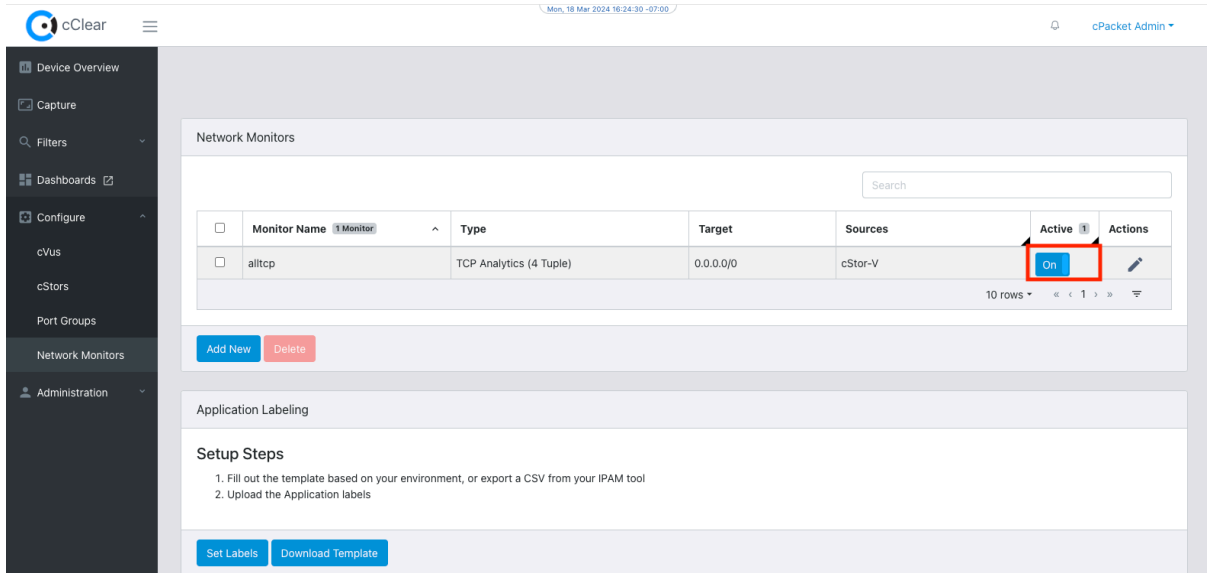 Mon, 18 Mar 2024 16:24:30 -07:00
cClear
cPacket Admin
Device Overview
Capture
Filters
Dashboards
Configure
cVus
cStors
Port Groups
Network Monitors
Administration
Network Monitors
Search
Monitor Name 1 Monitor Type Target Sources Active 1 Actions
alltcp TCP Analytics (4 Tuple) 0.0.0.0/0 cStor-V On
10 rows « ‹ 1 › »
Add New Delete
Application Labeling
Setup Steps
1. Fill out the template based on your environment, or export a CSV from your IPAM tool
2. Upload the Application labels
Set Labels Download Template